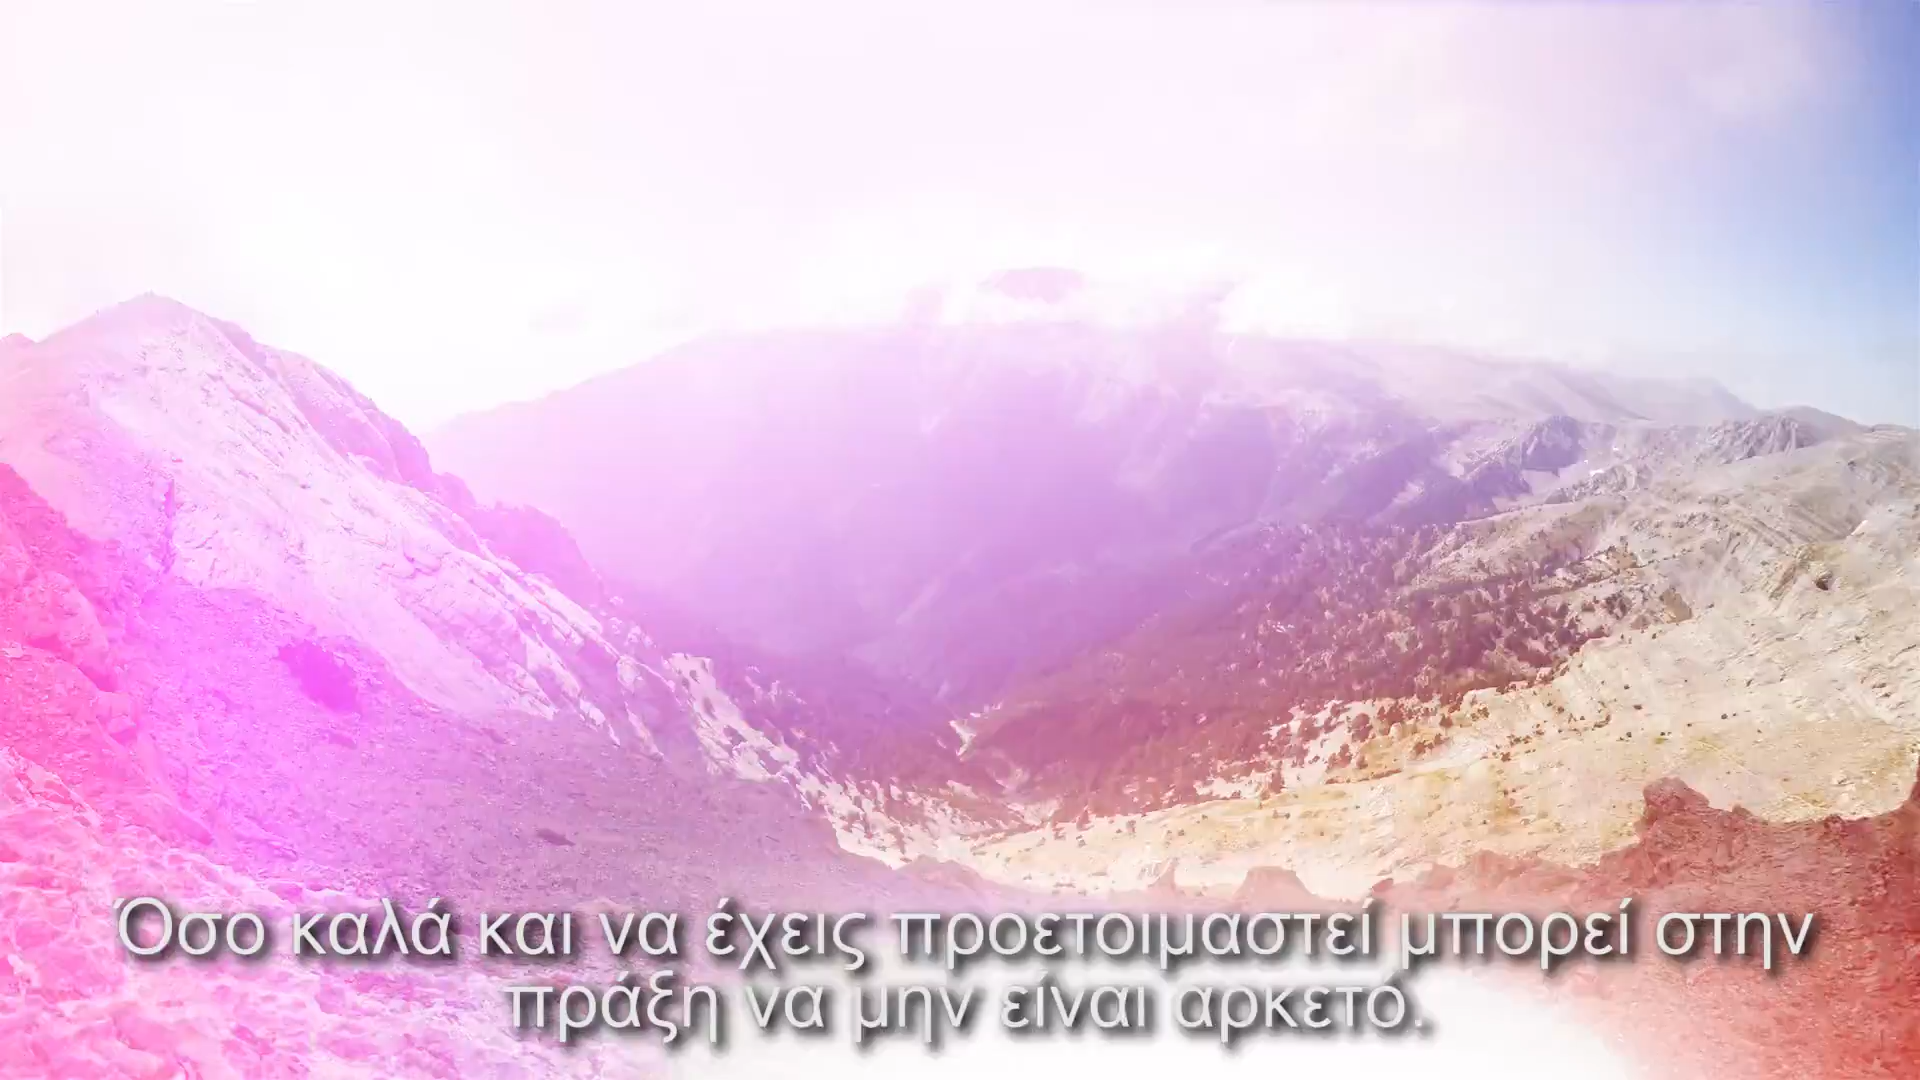 Όσο καλά και να έχεις προετοιμαστεί μπορεί στην
πράξη να μην είναι αρκετό.